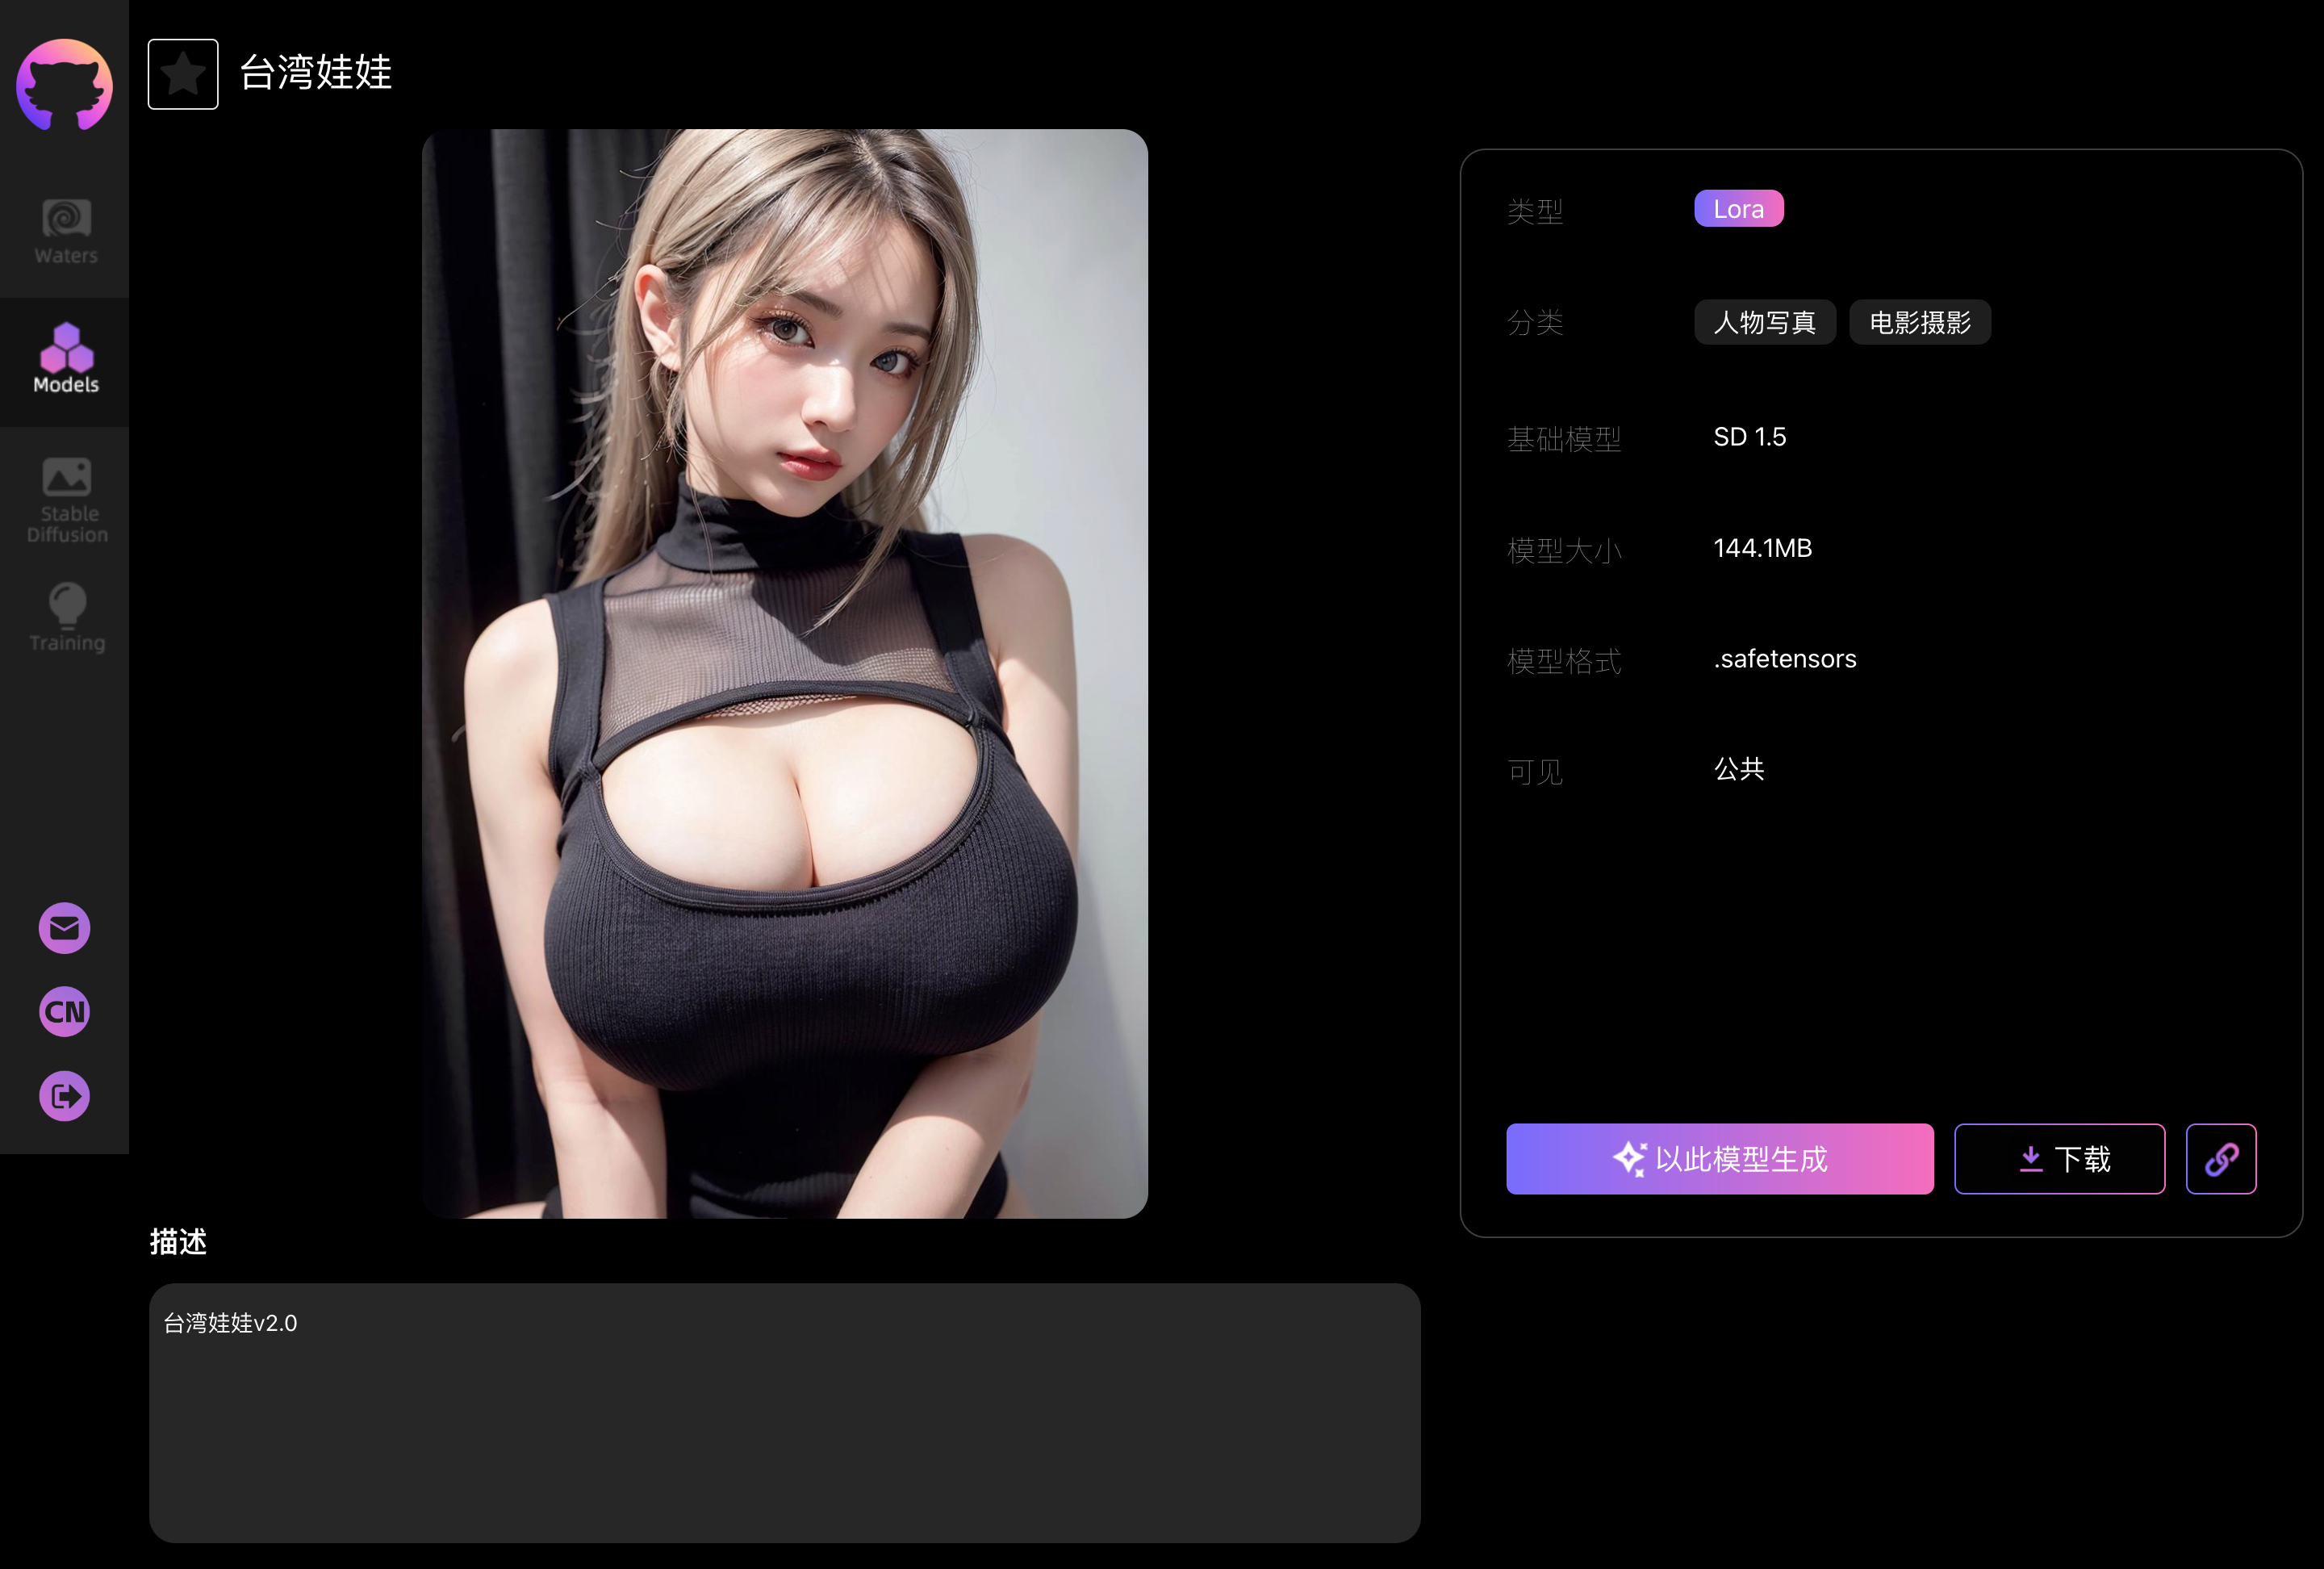 台湾娃娃
Waters
Models
Stable
Diffusion
Training
CN
类型
Lora
分类
人物写真
电影摄影
基础模型
SD 1.5
模型大小
144.1MB
模型格式
.safetensors
可见
公共
以此模型生成
下载
描述
台湾娃娃v2.0